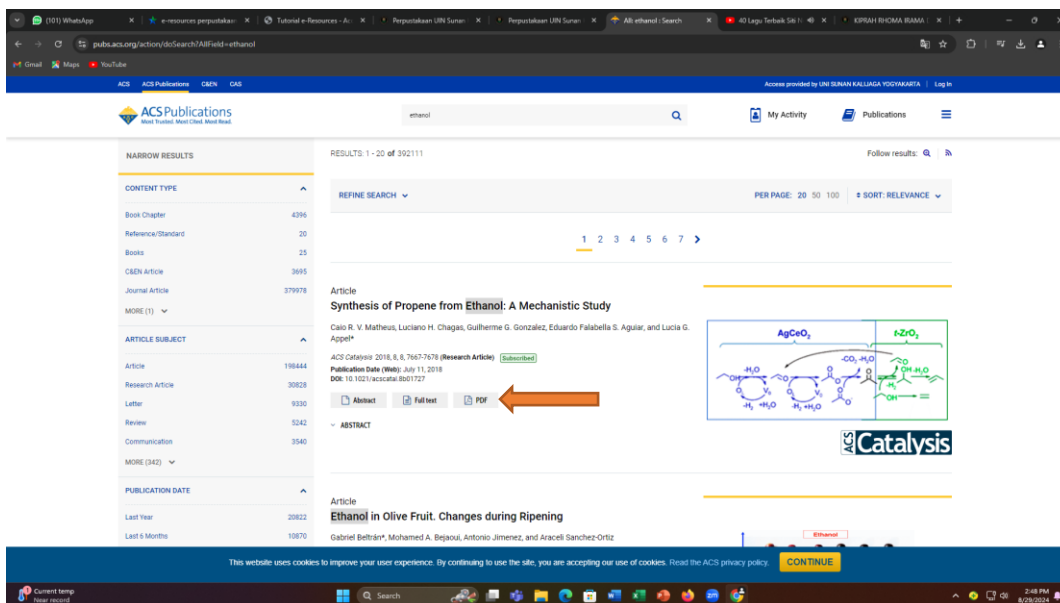 (101) WhatsApp
e-resources perpustakaan
Tutorial e-Resources - Ac
Perpustakaan UIN Sunan
Perpustakaan UIN Sunan
All: ethanol : Search
40 Lagu Terbaik Siti N
KIPRAH RHOMA IRAMA
pubs.acs.org/action/doSearch?AllField=ethanol
Gmail Maps YouTube
ACS ACS Publications C&EN CAS Access provided by UNI SUNAN KALIJAGA YOGYAKARTA Log In
ACS Publications
Most Trusted. Most Cited. Most Read.
ethanol
My Activity Publications
NARROW RESULTS
RESULTS: 1 - 20 of 392111
Follow results:
CONTENT TYPE
Book Chapter 4396
Reference/Standard 20
Books 25
C&EN Article 3695
Journal Article 379978
MORE (1)
ARTICLE SUBJECT
Article 198444
Research Article 30828
Letter 9330
Review 5242
Communication 3540
MORE (342)
PUBLICATION DATE
Last Year 20822
Last 6 Months 10870
REFINE SEARCH PER PAGE: 20 50 100 SORT: RELEVANCE
1 2 3 4 5 6 7
Article
Synthesis of Propene from Ethanol: A Mechanistic Study
Caio R. V. Matheus, Luciano H. Chagas, Guilherme G. Gonzalez, Eduardo Falabella S. Aguiar, and Lucia G.
Appel*
ACS Catalysis 2018, 8, 8, 7667-7678 (Research Article) Subscribed
Publication Date (Web): July 11, 2018
DOI: 10.1021/acscatal.8b01727
Abstract Full text PDF
ABSTRACT
AgCeO2 t-ZrO2
-CO2 -H2O
ACS Catalysis
Article
Ethanol in Olive Fruit. Changes during Ripening
Gabriel Beltrán*, Mohamed A. Bejaoui, Antonio Jimenez, and Araceli Sanchez-Ortiz
Ethanol
This website uses cookies to improve your user experience. By continuing to use the site, you are accepting our use of cookies. Read the ACS privacy policy. CONTINUE
Current temp
Near record
Search
2:48 PM
8/29/2024